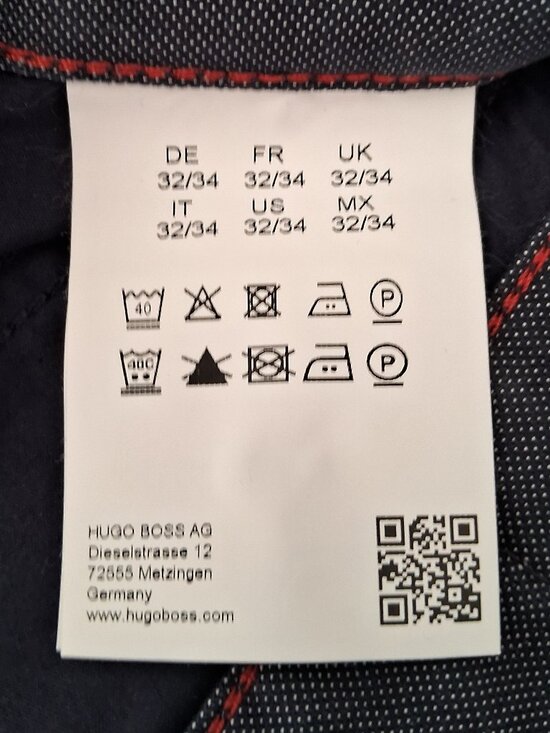 DE FR UK
32/34 32/34 32/34
IT US MX
32/34 32/34 32/34
40 P
40C P
HUGO BOSS AG
Dieselstrasse 12
72555 Metzingen
Germany
www.hugoboss.com